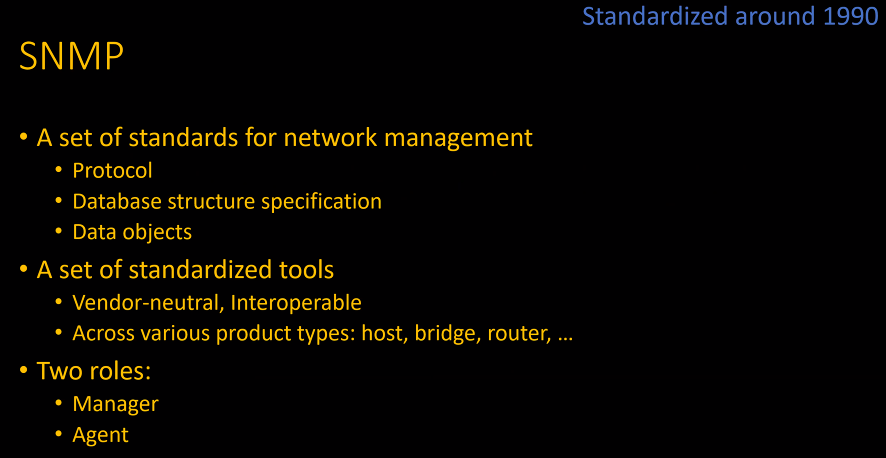 Standardized around 1990
SNMP
• A set of standards for network management
• Protocol
• Database structure specification
• Data objects
• A set of standardized tools
• Vendor-neutral, Interoperable
• Across various product types: host, bridge, router, …
• Two roles:
• Manager
• Agent